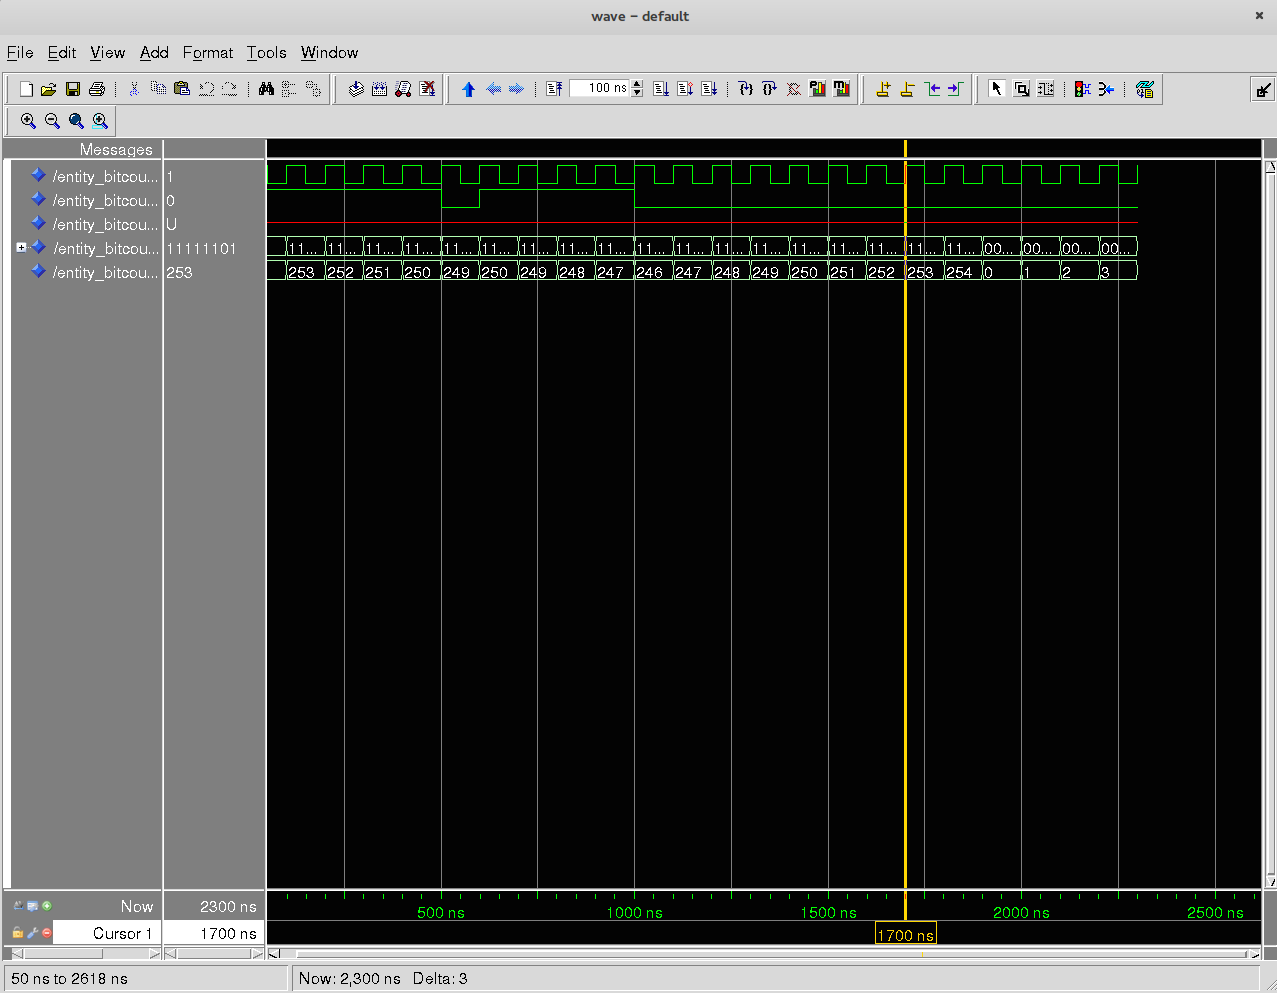 wave – default
File Edit View Add Format Tools Window
100 ns
Messages
/entity_bitcou... 1
/entity_bitcou... 0
/entity_bitcou... U
/entity_bitcou... 11111101 11... 11... 11... 11... 11... 11... 11... 11... 11... 11... 11... 11... 11... 11... 11... 11... 11... 11... 00... 00... 00... 00...
/entity_bitcou... 253 253 252 251 250 249 250 249 248 247 246 247 248 249 250 251 252 253 254 0 1 2 3
Now 2300 ns 500 ns 1000 ns 1500 ns 2000 ns 2500 ns
Cursor 1 1700 ns 1700 ns
50 ns to 2618 ns Now: 2,300 ns Delta: 3